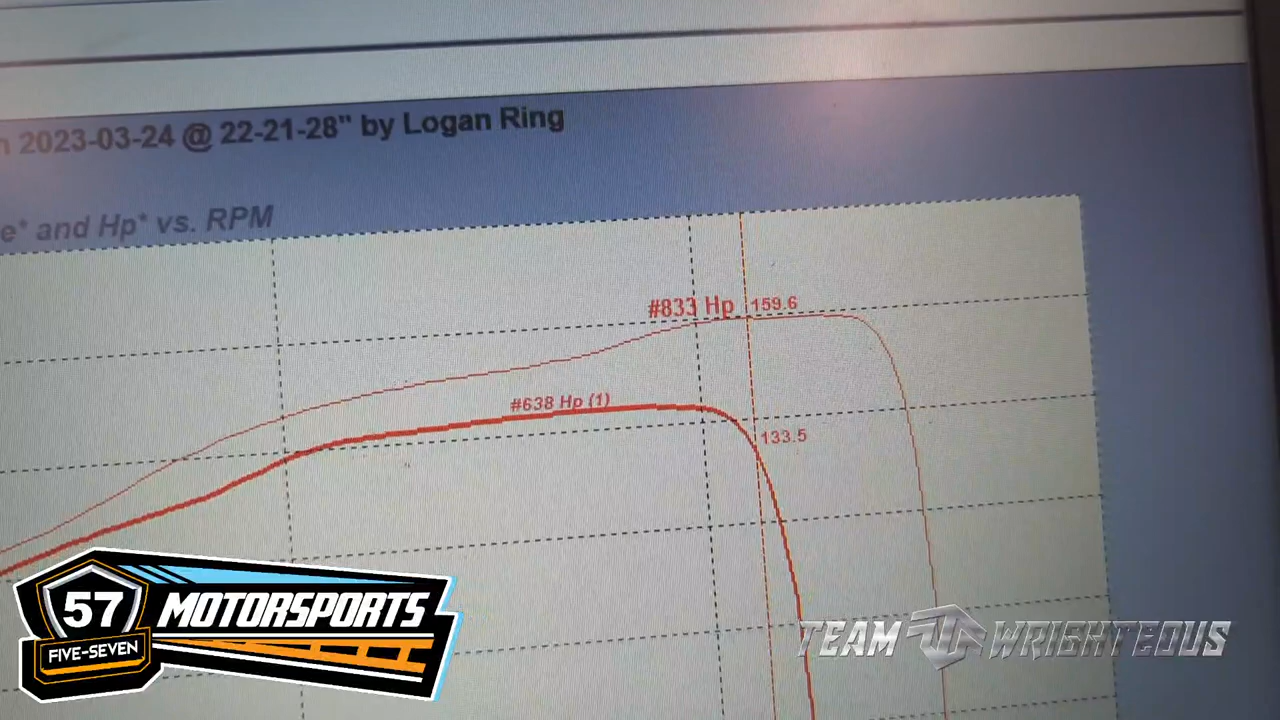 2023-03-24 @ 22-21-28" by Logan Ring
e* and Hp* vs. RPM
#833 Hp 159.6
#638 Hp (1)
133.5
57
FIVE-SEVEN
MOTORSPORTS
TEAM WRIGHTEOUS